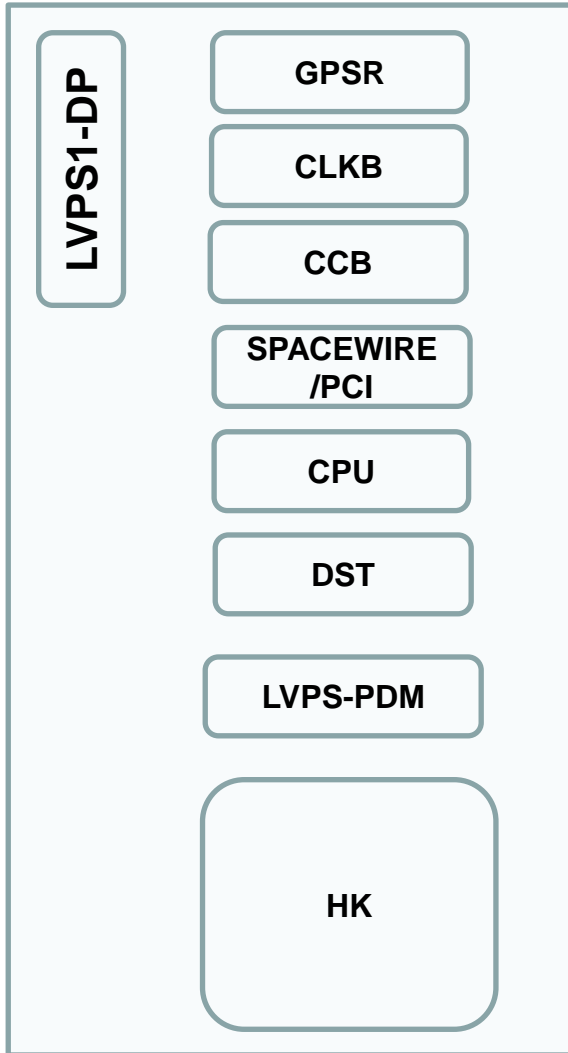 LVPS1-DP
GPSR
CLKB
CCB
SPACEWIRE
/PCI
CPU
DST
LVPS-PDM
HK